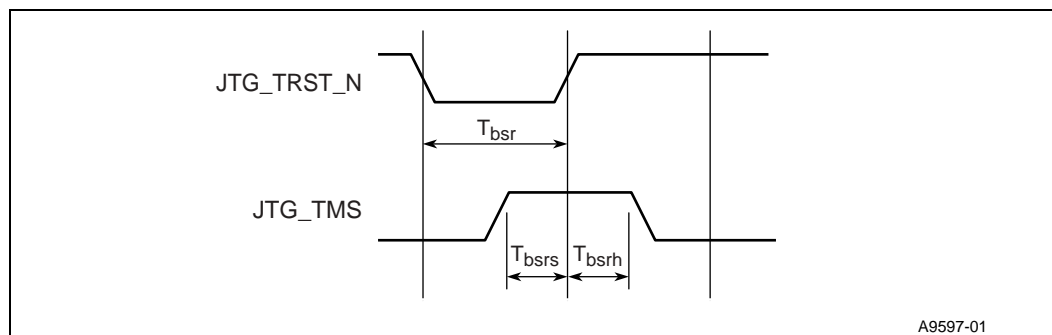 JTG_TRST_N
Tbsr
JTG_TMS
Tbsrs Tbsrh
A9597-01